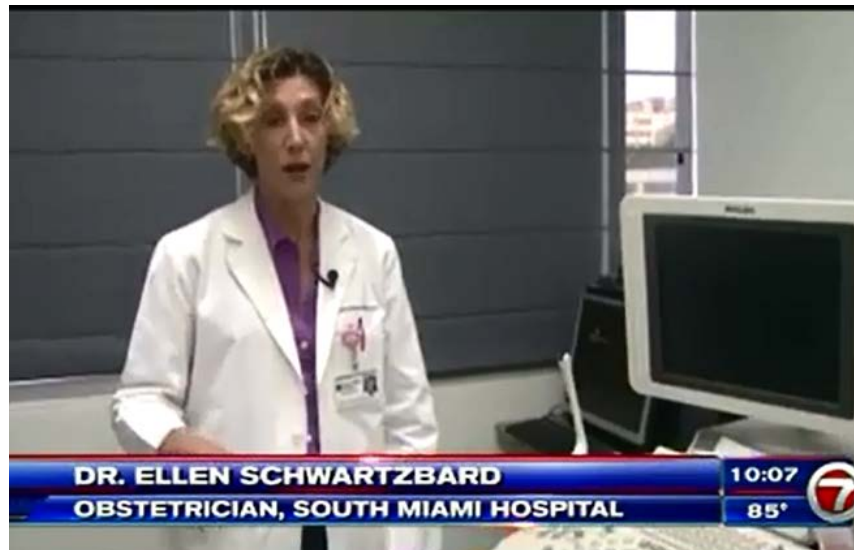 PHILIPS
DR. ELLEN SCHWARTZBARD
OBSTETRICIAN, SOUTH MIAMI HOSPITAL
10:07
85°
7